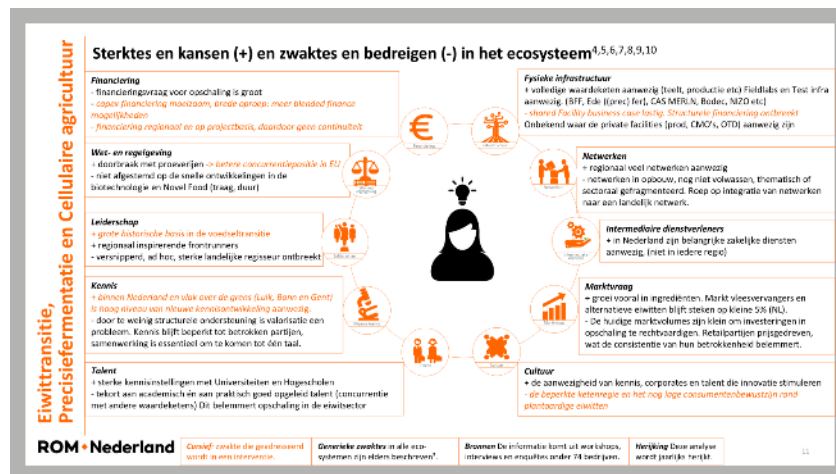 Eiwittransitie,
Precisiefermentatie en Cellulaire agricultuur
Sterktes en kansen (+) en zwaktes en bedreigen (-) in het ecosysteem4,5,6,7,8,9,10
Financiering
- financieringsvraag voor opschaling is groot
- capex financiering moeizaam, brede oproep: meer blended finance
mogelijkheden
- financiering regionaal en op projectbasis, daardoor geen continuïteit
Wet- en regelgeving
+ doorbraak met proeverijen -> betere concurrentiepositie in EU
- niet afgestemd op de snelle ontwikkelingen in de
biotechnologie en Novel Food (traag, duur)
Leiderschap
+ grote historische basis in de voedseltransitie
+ regionaal inspirerende frontrunners
- versnipperd, ad hoc, sterke landelijke regisseur ontbreekt
Kennis
+ binnen Nederland en vlak over de grens (Luik, Bonn en Gent)
is hoog niveau van nieuwe kennisontwikkeling aanwezig.
- door te weinig structurele ondersteuning is valorisatie een
probleem. Kennis blijft beperkt tot betrokken partijen,
samenwerking is essentieel om te komen tot één taal.
Talent
+ sterke kennisinstellingen met Universiteiten en Hogescholen
- tekort aan academisch én aan praktisch goed opgeleid talent (concurrentie
met andere waardeketens) Dit belemmert opschaling in de eiwitsector
Fysieke infrastructuur
+ volledige waardeketen aanwezig (teelt, productie etc) Fieldlabs en Test infra
aanwezig. (BFF, Ede ((prec) fer), CAS MERLN, Bodec, NIZO etc)
- shared Facility business case lastig. Structurele financiering ontbreekt
Onbekend waar de private facilities (prod, CMO's, OTD) aanwezig zijn
Netwerken
+ regionaal veel netwerken aanwezig
- netwerken in opbouw, nog niet volwassen, thematisch of
sectoraal gefragmenteerd. Roep op integratie van netwerken
naar een landelijk netwerk.
Intermediaire dienstverleners
+ in Nederland zijn belangrijke zakelijke diensten
aanwezig, (niet in iedere regio)
Marktvraag
+ groei vooral in ingrediënten. Markt vleesvervangers en
alternatieve eiwitten blijft steken op kleine 5% (NL).
- De huidige marktvolumes zijn klein om investeringen in
opschaling te rechtvaardigen. Retailpartijen prijsgedreven,
wat de consistentie van hun betrokkenheid belemmert.
Cultuur
+ de aanwezigheid van kennis, corporates en talent die innovatie stimuleren
- de beperkte ketenregie en het nog lage consumentenbewustzijn rond
plantaardige eiwitten
ROM Nederland
Cursief: zwakte die geadresseerd
wordt in een interventie.
Generieke zwaktes in alle eco-
systemen zijn elders beschreven
Bronnen De informatie komt uit workshops,
interviews en enquêtes onder 74 bedrijven.
Herijking Deze analyse
wordt jaarlijks herijkt.
11